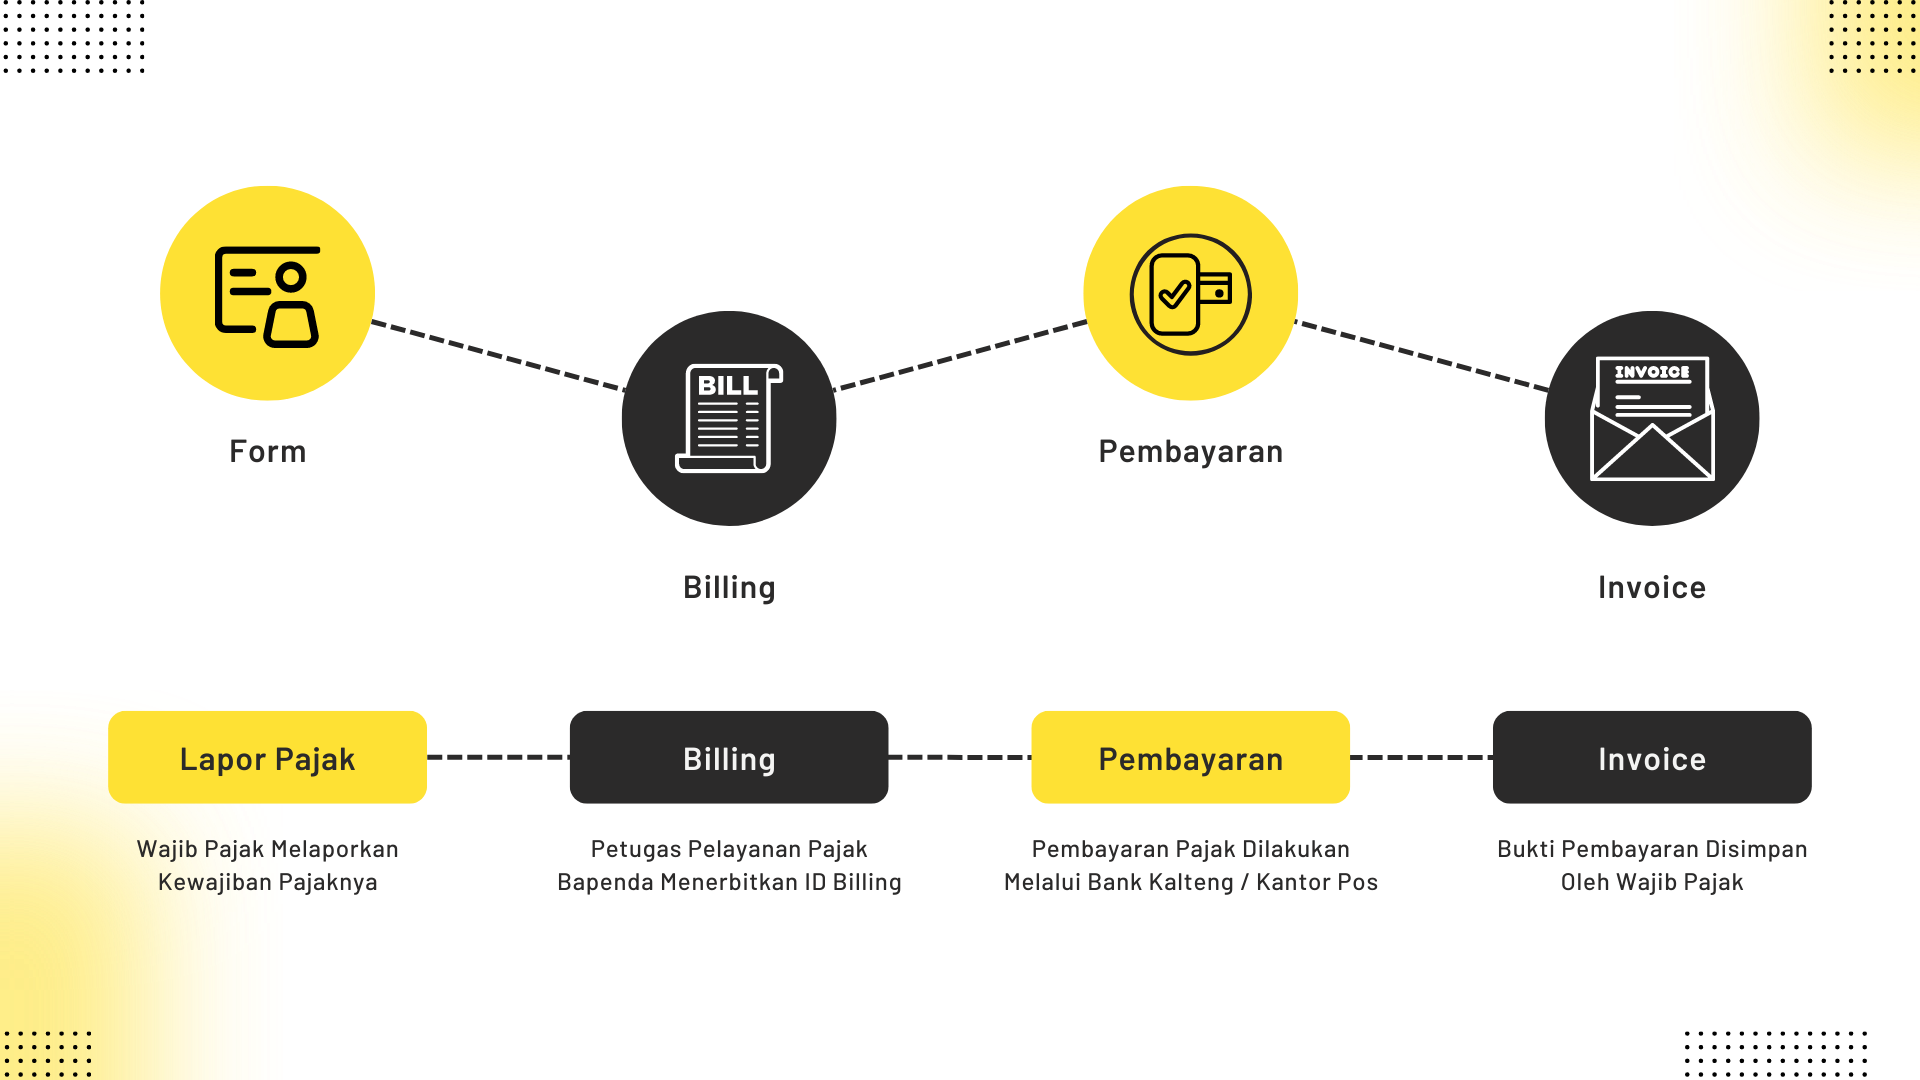 Form
BILL
Billing
Pembayaran
INVOICE
Invoice
Lapor Pajak
Wajib Pajak Melaporkan
Kewajiban Pajaknya
Billing
Petugas Pelayanan Pajak
Bapenda Menerbitkan ID Billing
Pembayaran
Pembayaran Pajak Dilakukan
Melalui Bank Kalteng / Kantor Pos
Invoice
Bukti Pembayaran Disimpan
Oleh Wajib Pajak